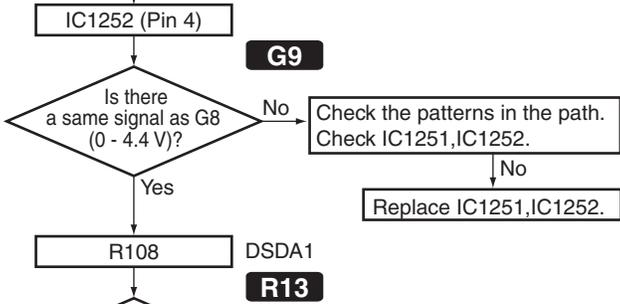 IC1252 (Pin 4)
G9
Is there
a same signal as G8
(0 - 4.4 V)?
No
Check the patterns in the path.
Check IC1251,IC1252.
No
Replace IC1251,IC1252.
Yes
R108
DSDA1
R13